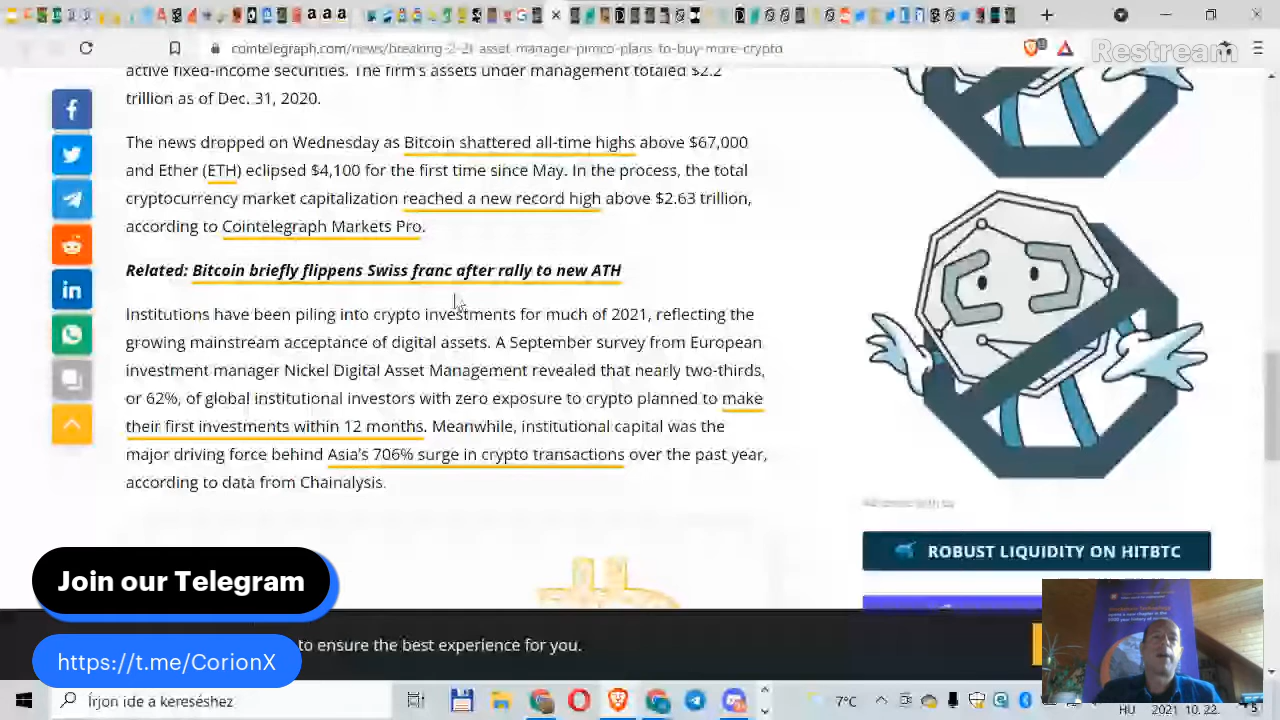 cointelegraph.com/news/breaking-2-2t-asset-manager-pimco-plans-to-buy-more-crypto
Restream
active fixed-income securities. The firm's assets under management totaled $2.2
trillion as of Dec. 31, 2020.
The news dropped on Wednesday as Bitcoin shattered all-time highs above $67,000
and Ether (ETH) eclipsed $4,100 for the first time since May. In the process, the total
cryptocurrency market capitalization reached a new record high above $2.63 trillion,
according to Cointelegraph Markets Pro.
Related: Bitcoin briefly flippens Swiss franc after rally to new ATH
Institutions have been piling into crypto investments for much of 2021, reflecting the
growing mainstream acceptance of digital assets. A September survey from European
investment manager Nickel Digital Asset Management revealed that nearly two-thirds,
or 62%, of global institutional investors with zero exposure to crypto planned to make
their first investments within 12 months. Meanwhile, institutional capital was the
major driving force behind Asia's 706% surge in crypto transactions over the past year,
according to data from Chainalysis.
ROBUST LIQUIDITY ON HITBTC
Join our Telegram
to ensure the best experience for you.
https://t.me/CorionX
Írjon ide a kereséshez
7°C
HU
2021. 10. 22.